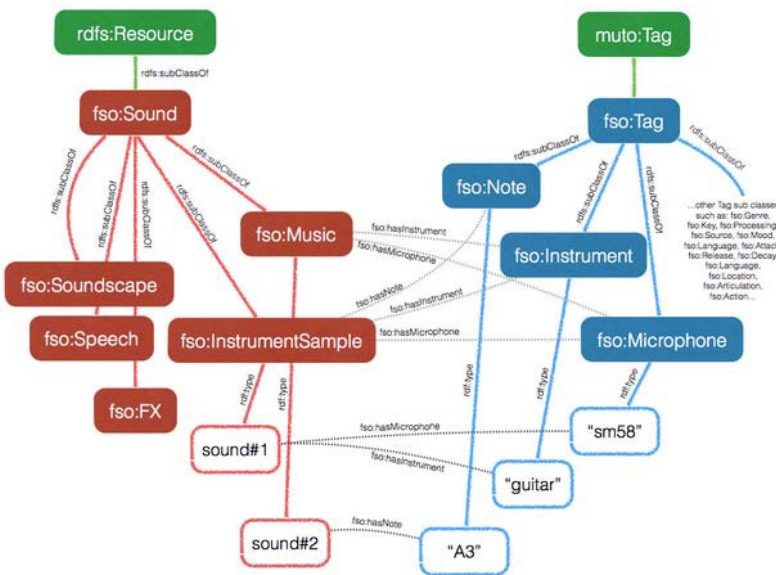 rdfs:Resource
muto:Tag
rdfs:subClassOf
fso:Sound
fso:Tag
rdfs:subClassOf
rdfs:subClassOf
rdfs:subClassOf
rdfs:subClassOf
rdfs:subClassOf
rdfs:subClassOf
rdfs:subClassOf
rdfs:subClassOf
rdfs:subClassOf
fso:Note
...other Tag sub classes
such as: fso:Genre,
fso:Key, fso:Processing
fso:Source, fso:Mood,
fso:Language, fso:Attack
fso:Release, fso:Decay
fso:Language,
fso:Location,
fso:Articulation,
fso:Action...
fso:Music
fso:hasInstrument
fso:hasMicrophone
fso:Instrument
fso:Soundscape
fso:hasNote
fso:hasInstrument
fso:Speech
fso:InstrumentSample
fso:hasMicrophone
fso:Microphone
rdf:type
rdf:type
rdf:type
rdf:type
rdf:type
fso:FX
sound#1
fso:hasMicrophone
fso:hasInstrument
"sm58"
"guitar"
sound#2
fso:hasNote
"A3"